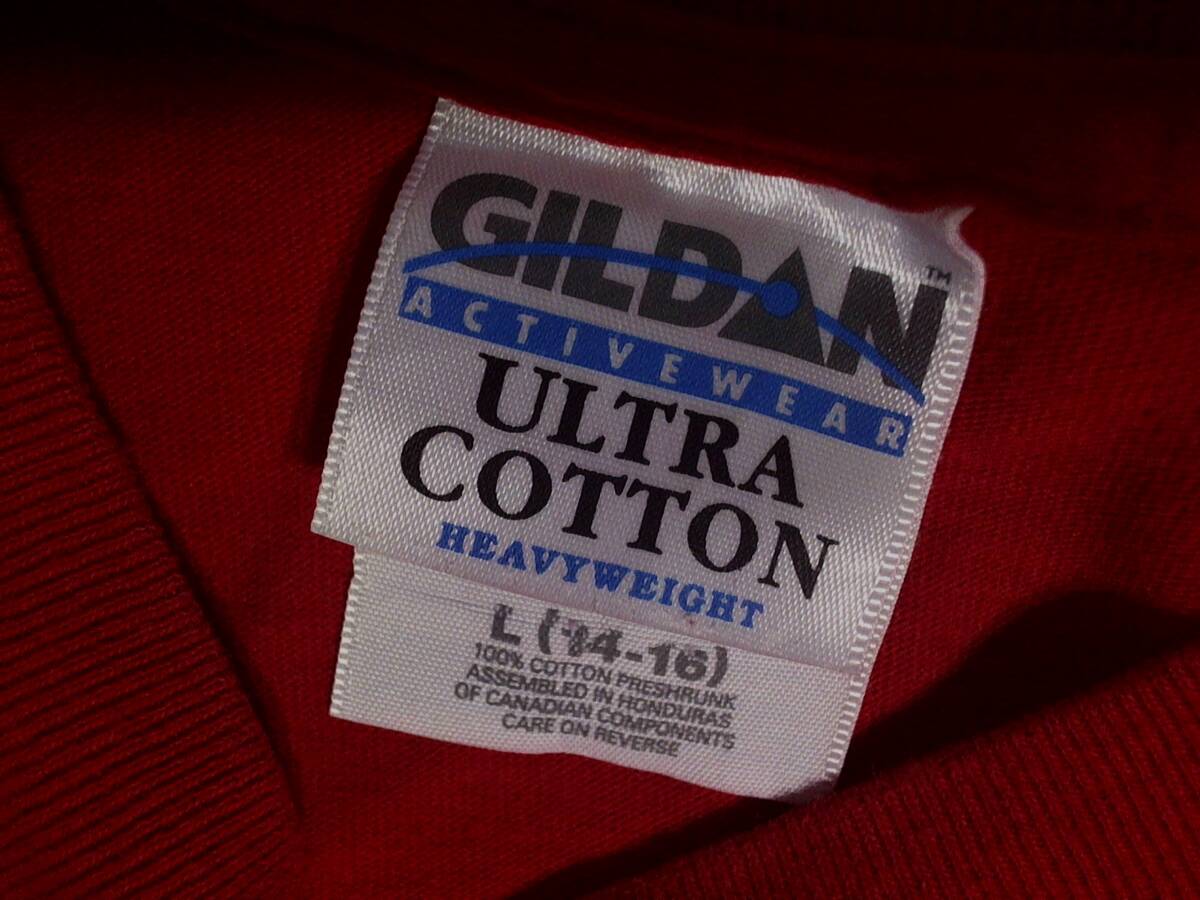 GILDAN™
ACTIVEWEAR
ULTRA
COTTON
HEAVYWEIGHT
L (14-16)
100% COTTON PRESHRUNK
ASSEMBLED IN HONDURAS
OF CANADIAN COMPONENTS
CARE ON REVERSE